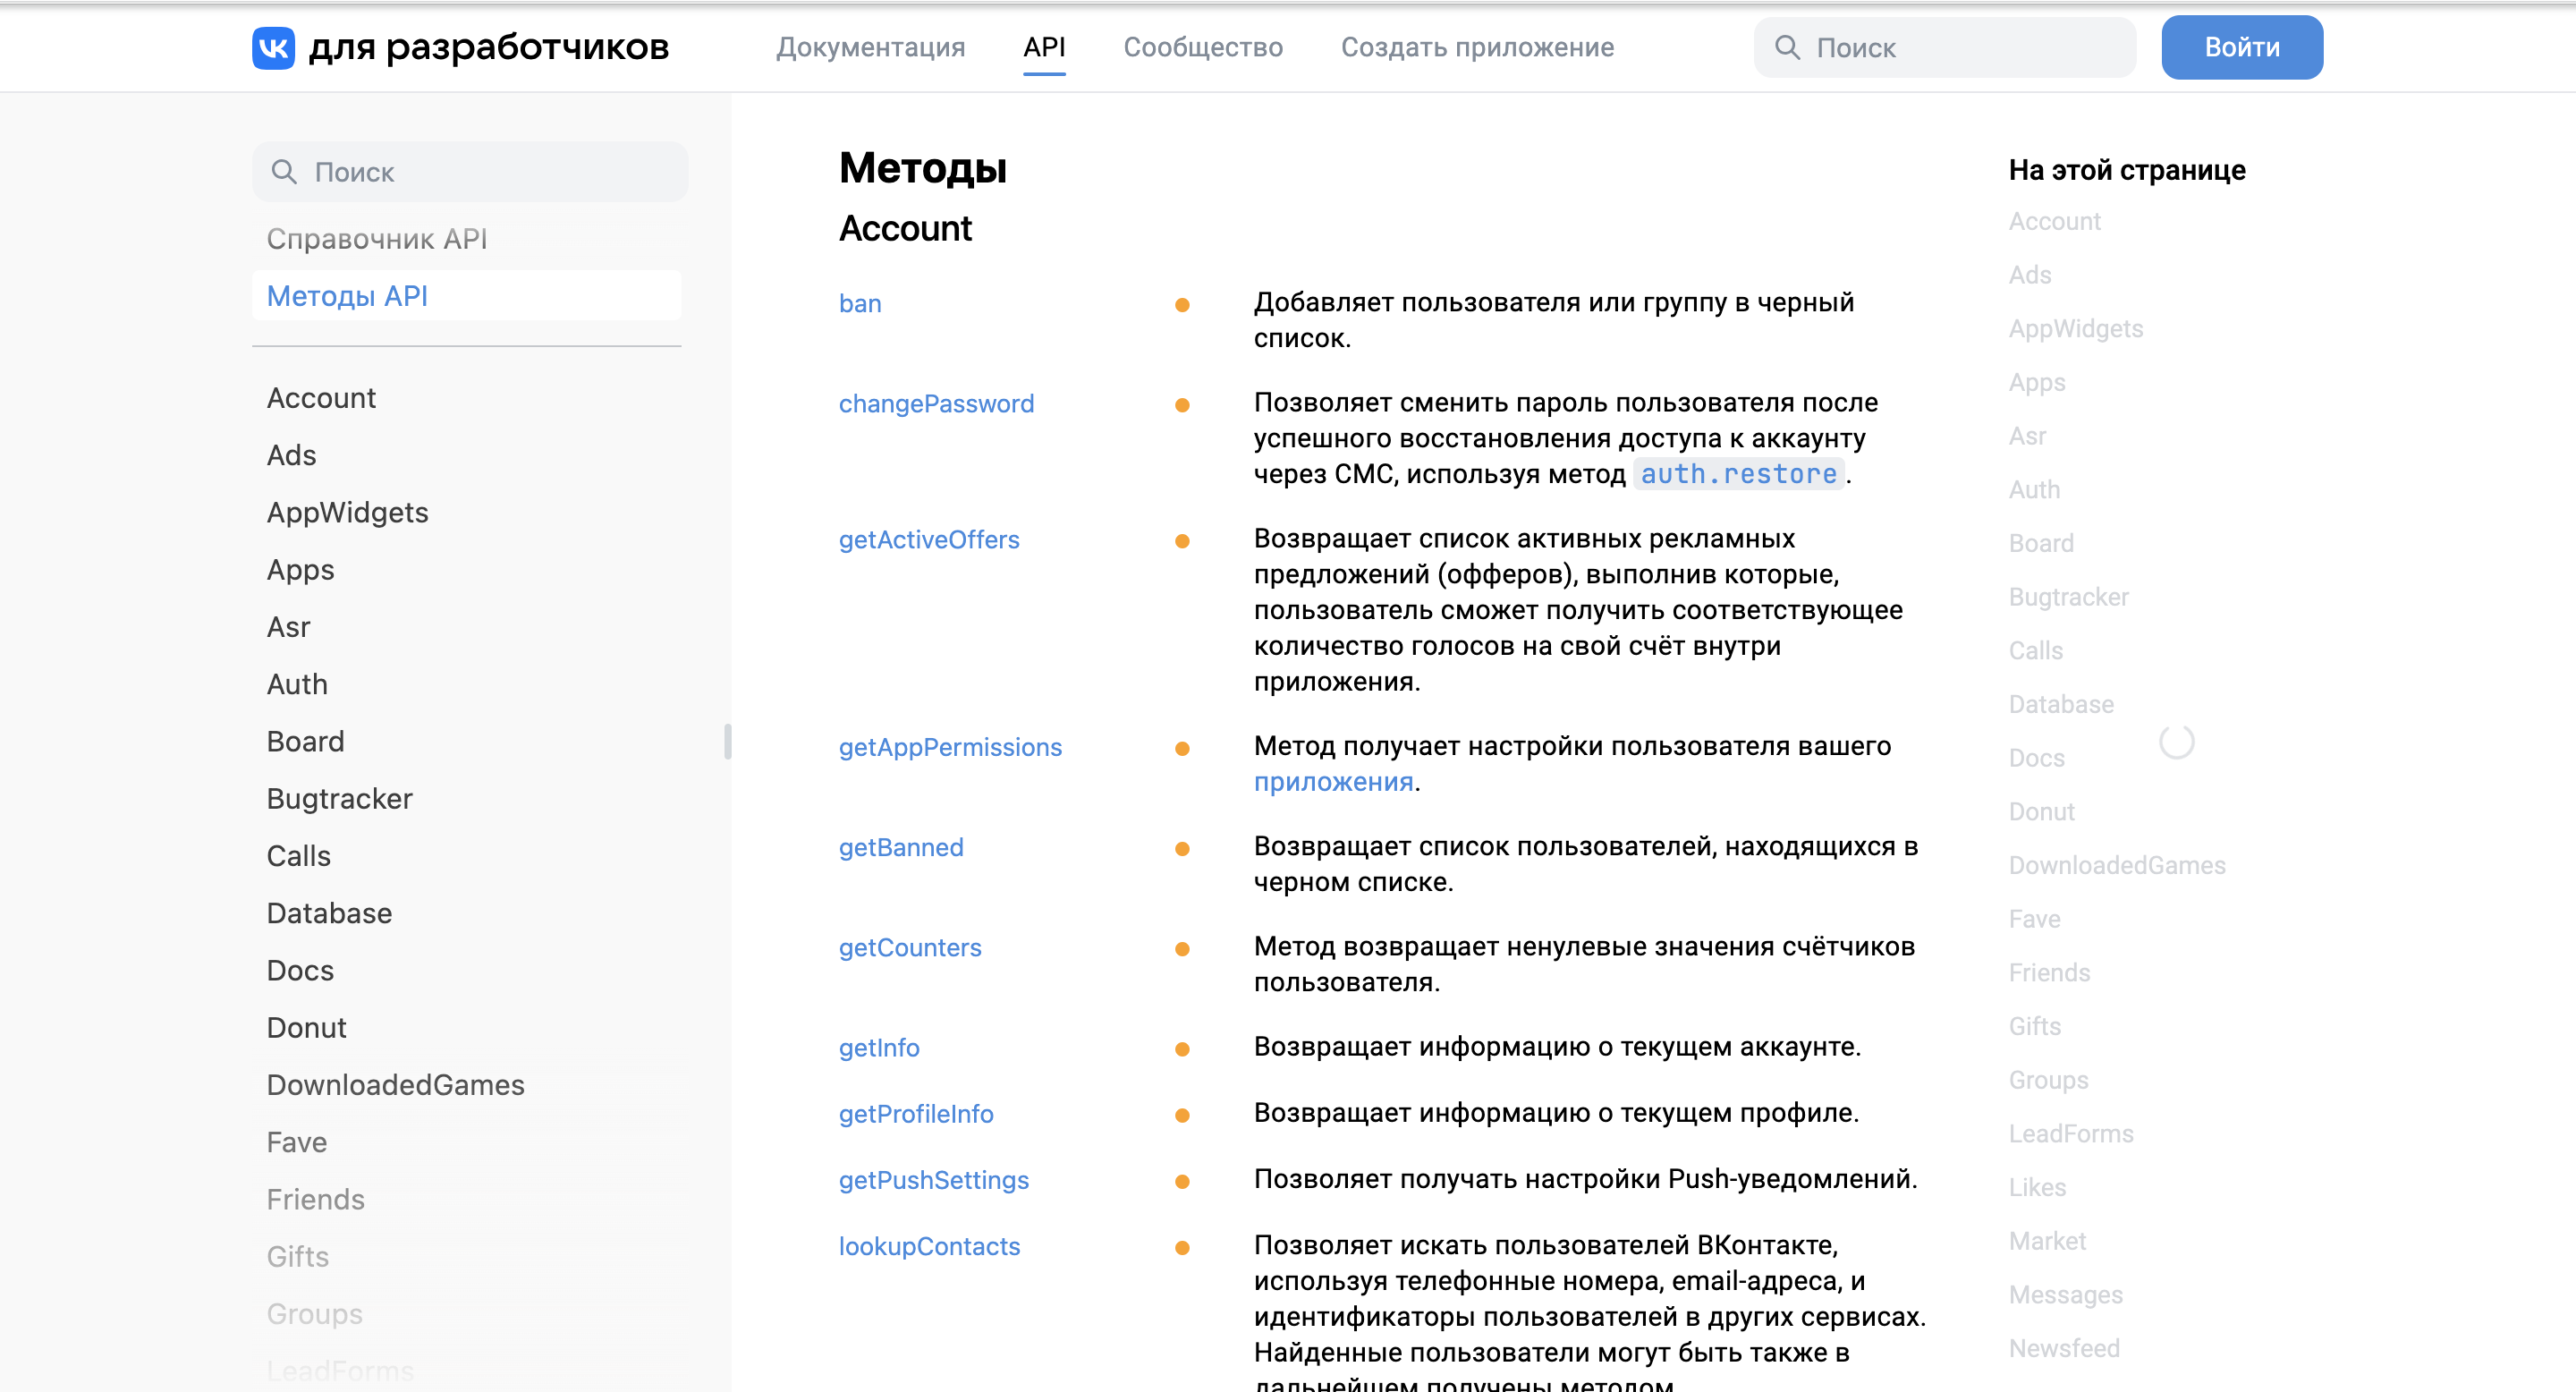 VK для разработчиков
Документация
API
Сообщество
Создать приложение
Поиск
Войти
Поиск
Справочник API
Методы API
Account
Ads
AppWidgets
Apps
Asr
Auth
Board
Bugtracker
Calls
Database
Docs
Donut
DownloadedGames
Fave
Friends
Gifts
Groups
LeadForms
Методы
Account
ban
Добавляет пользователя или группу в черный
список.
changePassword
Позволяет сменить пароль пользователя после
успешного восстановления доступа к аккаунту
через СМС, используя метод auth.restore.
getActiveOffers
Возвращает список активных рекламных
предложений (офферов), выполнив которые,
пользователь сможет получить соответствующее
количество голосов на свой счёт внутри
приложения.
getAppPermissions
Метод получает настройки пользователя вашего
приложения.
getBanned
Возвращает список пользователей, находящихся в
черном списке.
getCounters
Метод возвращает ненулевые значения счётчиков
пользователя.
getInfo
Возвращает информацию о текущем аккаунте.
getProfileInfo
Возвращает информацию о текущем профиле.
getPushSettings
Позволяет получать настройки Push-уведомлений.
lookupContacts
Позволяет искать пользователей ВКонтакте,
используя телефонные номера, email-адреса, и
идентификаторы пользователей в других сервисах.
Найденные пользователи могут быть также в
дальнейшем получены методом
На этой странице
Account
Ads
AppWidgets
Apps
Asr
Auth
Board
Bugtracker
Calls
Database
Docs
Donut
DownloadedGames
Fave
Friends
Gifts
Groups
LeadForms
Likes
Market
Messages
Newsfeed